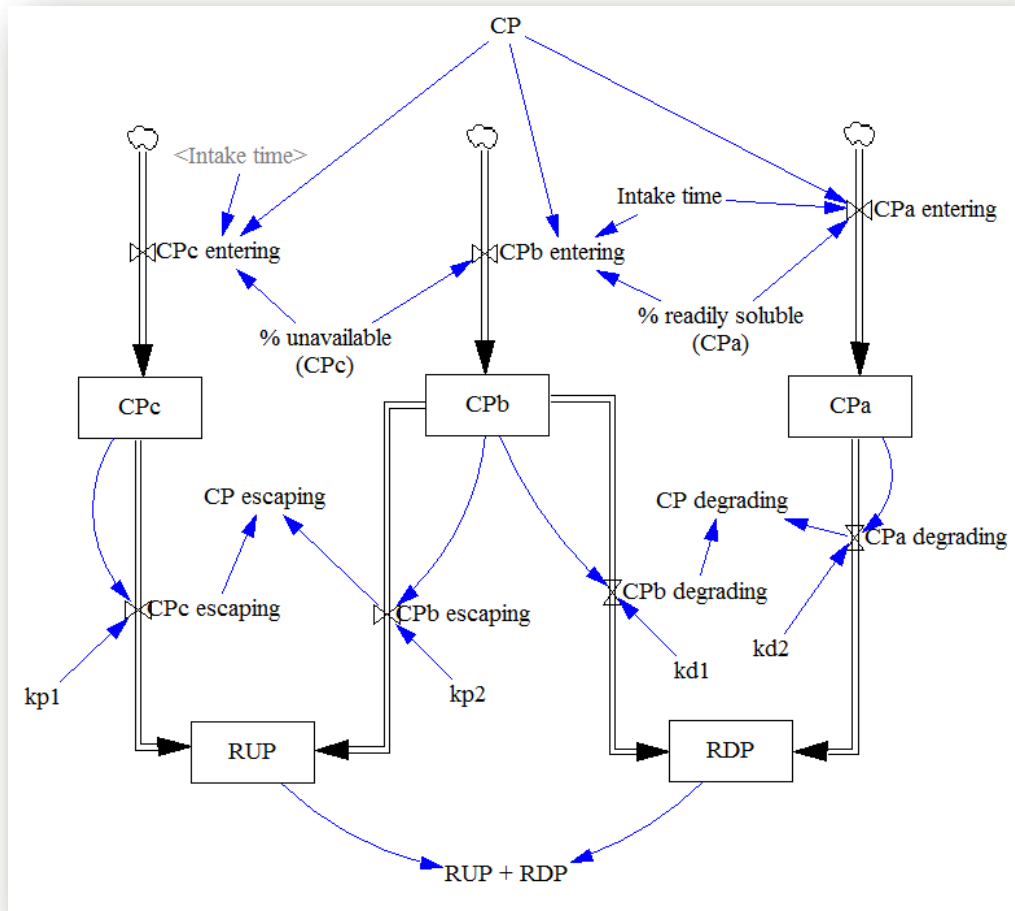 CP
<Intake time>
Intake time
CPa entering
CPc entering
CPb entering
% unavailable
(CPc)
% readily soluble
(CPa)
CPc
CPb
CPa
CP escaping
CP degrading
CPa degrading
CPb degrading
CPc escaping
CPb escaping
kp1
kp2
kd1
kd2
RUP
RDP
RUP + RDP